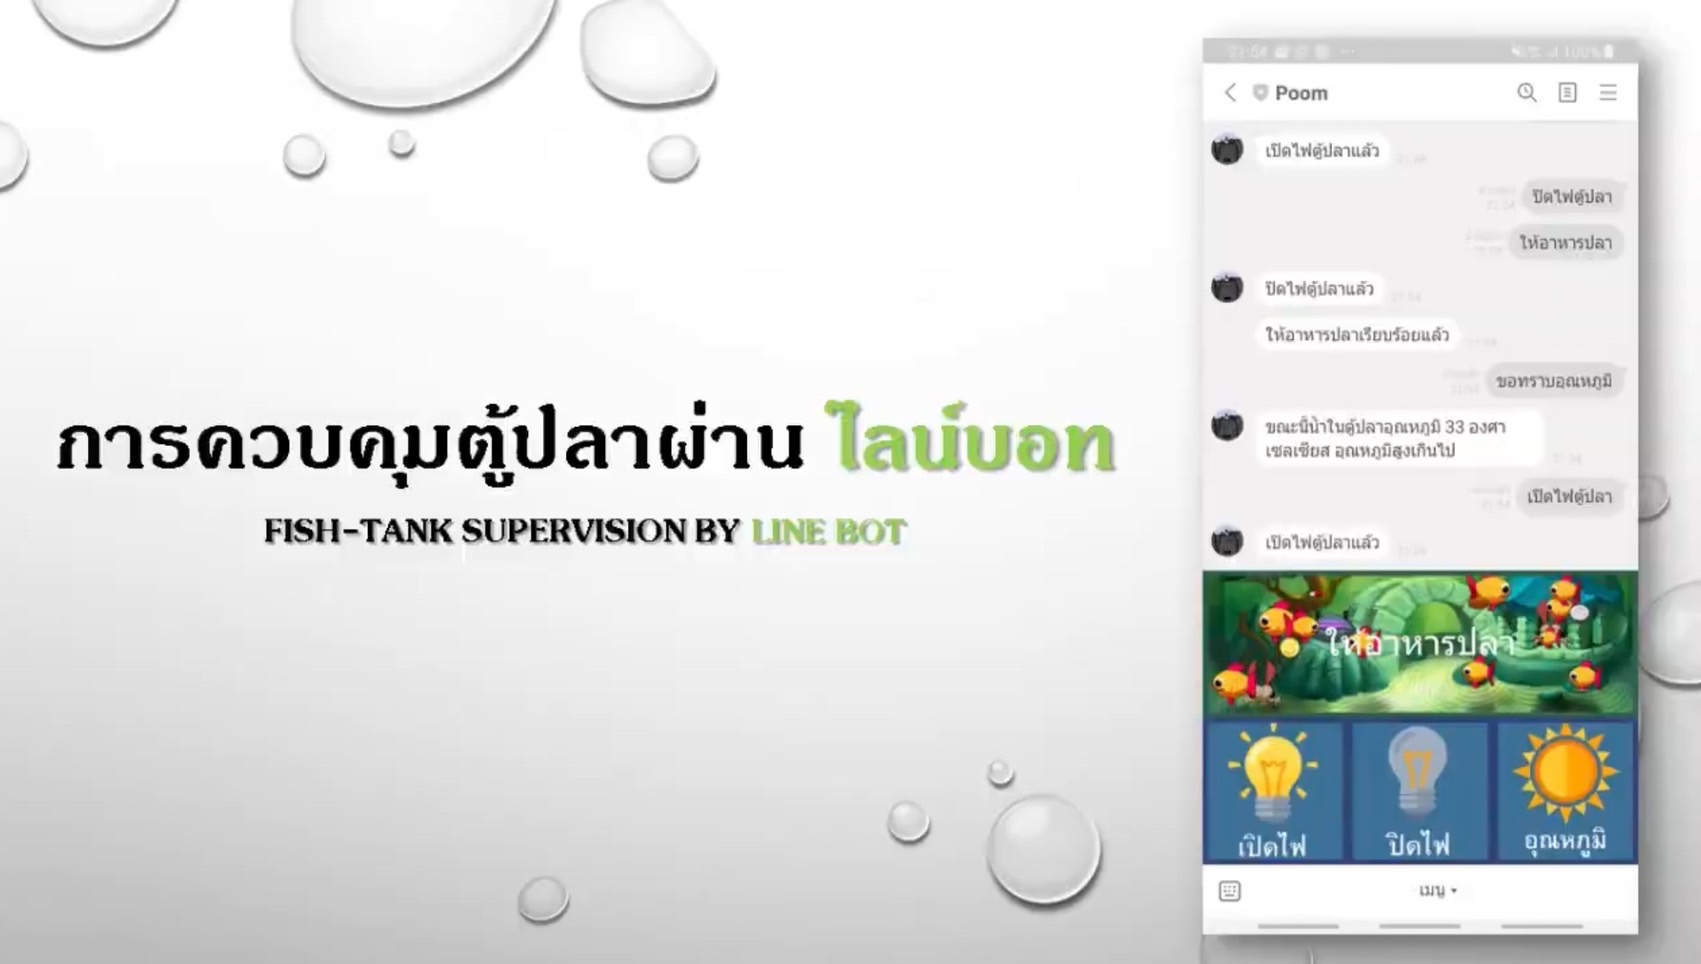 การควบคุมตู้ปลาผ่าน ไลน์บอท
FISH-TANK SUPERVISION BY LINE BOT
100%
Poom
เปิดไฟตู้ปลาแล้ว
ปิดไฟตู้ปลา
ให้อาหารปลา
ปิดไฟตู้ปลาแล้ว
ให้อาหารปลาเรียบร้อยแล้ว
ขอทราบอุณหภูมิ
ขณะนี้น้ำในตู้ปลาอุณหภูมิ 33 องศา
เซลเซียส อุณหภูมิสูงเกินไป
เปิดไฟตู้ปลา
เปิดไฟตู้ปลาแล้ว
ให้อาหารปลา
เปิดไฟ
ปิดไฟ
อุณหภูมิ
เมนู